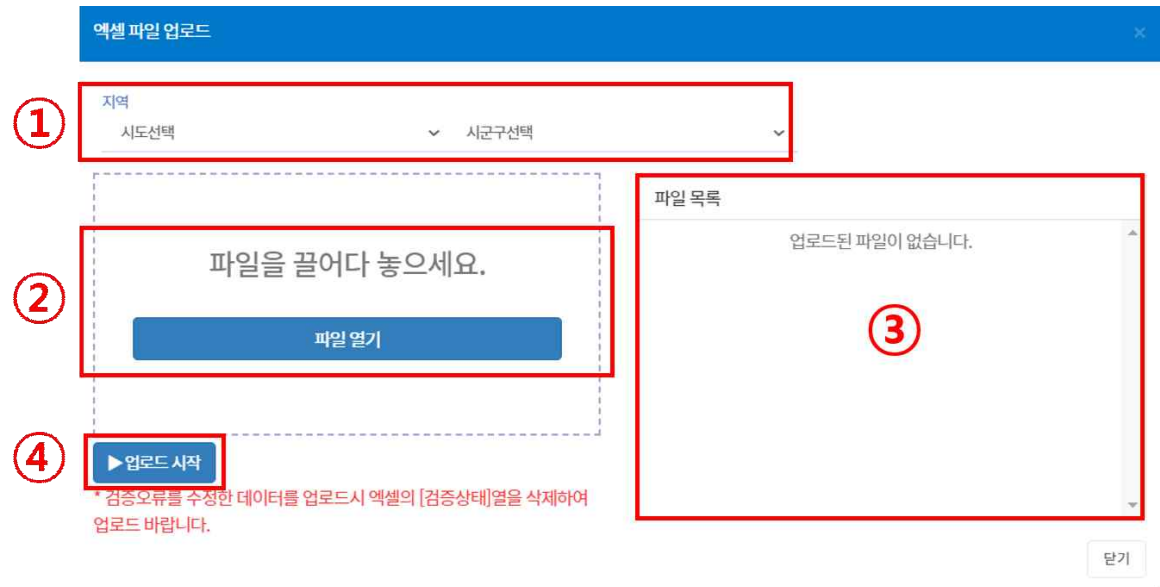 엑셀 파일 업로드
×
①
지역
시도선택
시군구선택
②
파일을 끌어다 놓으세요.
파일 열기
파일 목록
업로드된 파일이 없습니다.
③
④
▶업로드 시작
* 검증오류를 수정한 데이터를 업로드시 엑셀의 [검증상태]열을 삭제하여
업로드 바랍니다.
닫기